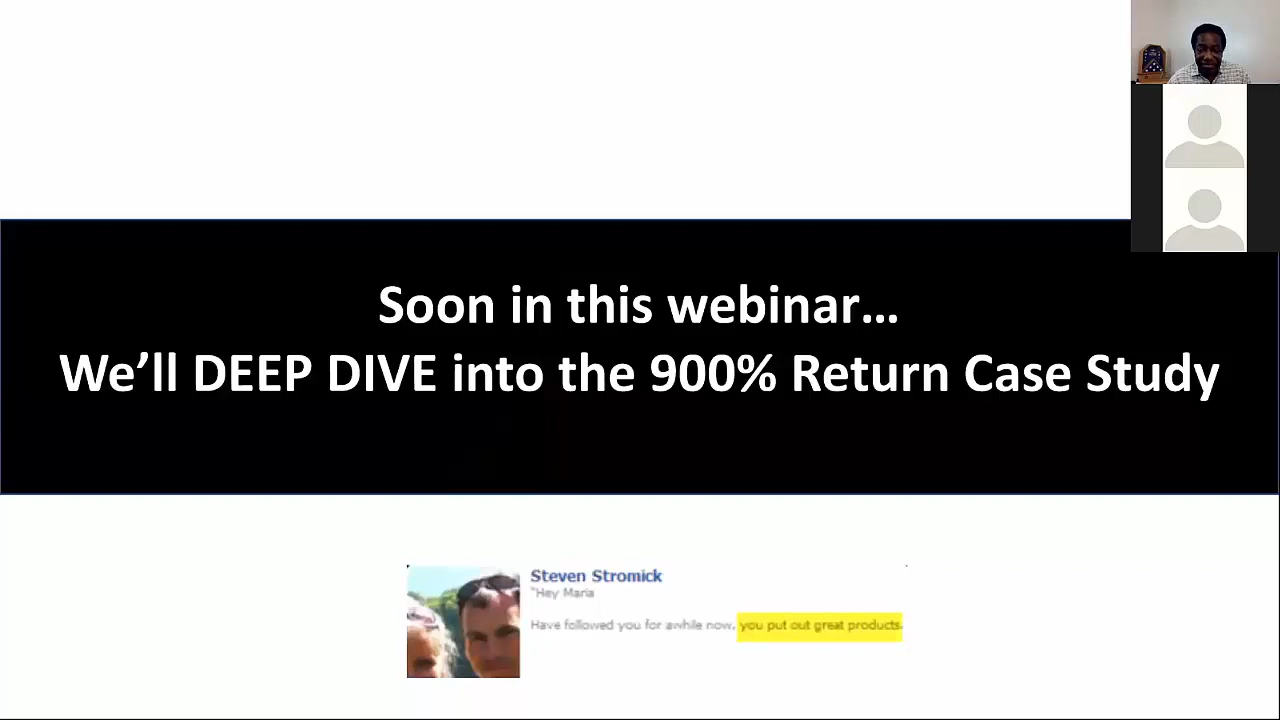 Soon in this webinar…
We’ll DEEP DIVE into the 900% Return Case Study
Steven Stromick
"Hey Maria
Have followed you for awhile now, you put out great products.